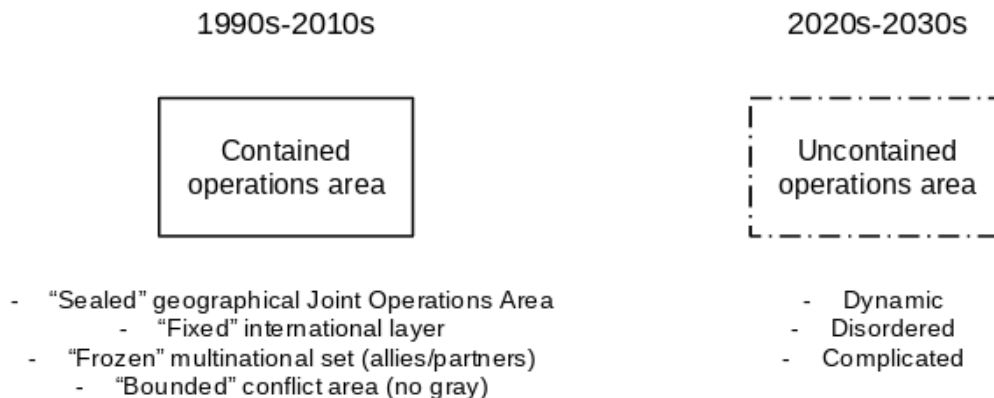 1990s-2010s
Contained
operations area
- “Sealed” geographical Joint Operations Area
- “Fixed” international layer
- “Frozen” multinational set (allies/partners)
- “Bounded” conflict area (no gray)
2020s-2030s
Uncontained
operations area
- Dynamic
- Disordered
- Complicated